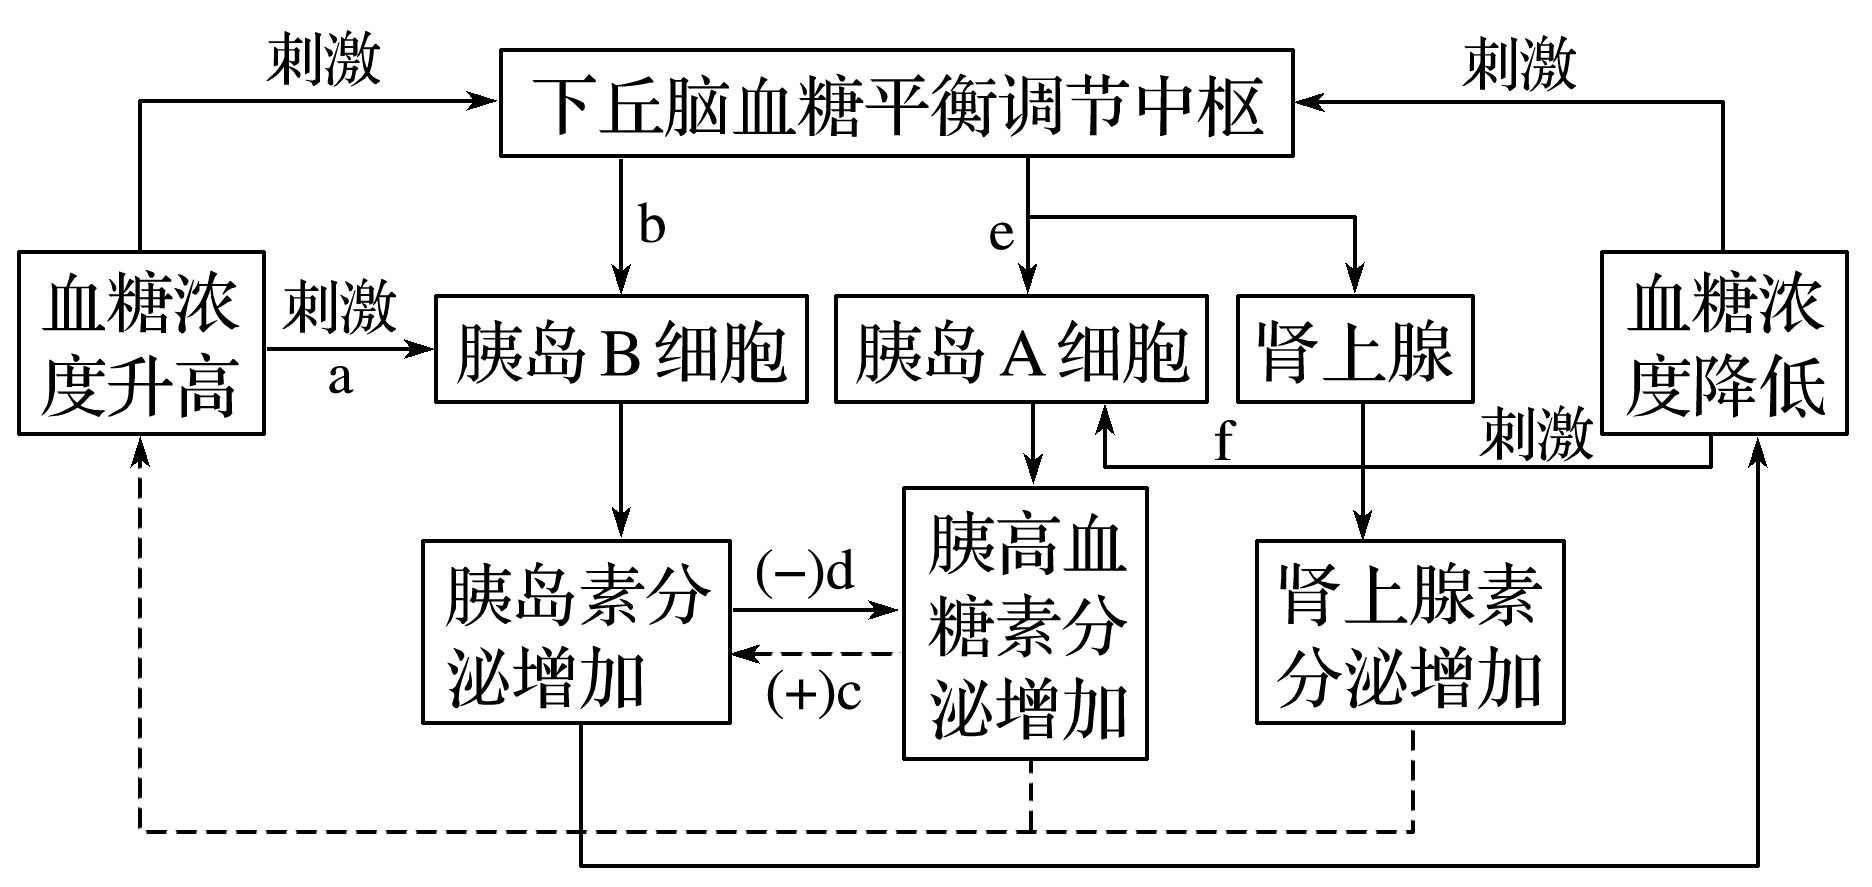 刺激
刺激
下丘脑血糖平衡调节中枢
b
e
血糖浓
度升高
刺激
a
胰岛B细胞
胰岛A细胞
肾上腺
血糖浓
度降低
f
刺激
胰岛素分
泌增加
(−)d
(+)c
胰高血
糖素分
泌增加
肾上腺素
分泌增加